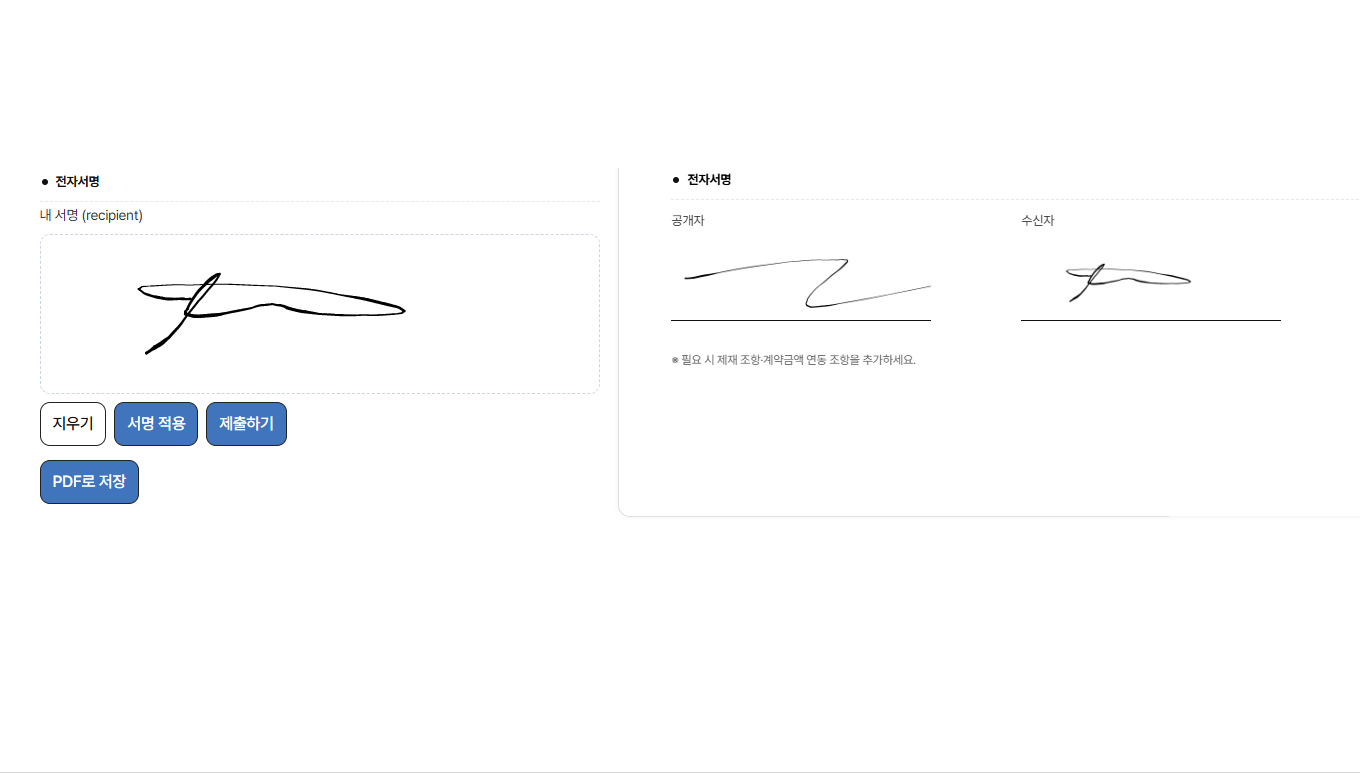 전자서명
내 서명 (recipient)
지우기
서명 적용
제출하기
PDF로 저장
전자서명
공개자
수신자
※ 필요 시 제재 조항·계약금액 연동 조항을 추가하세요.